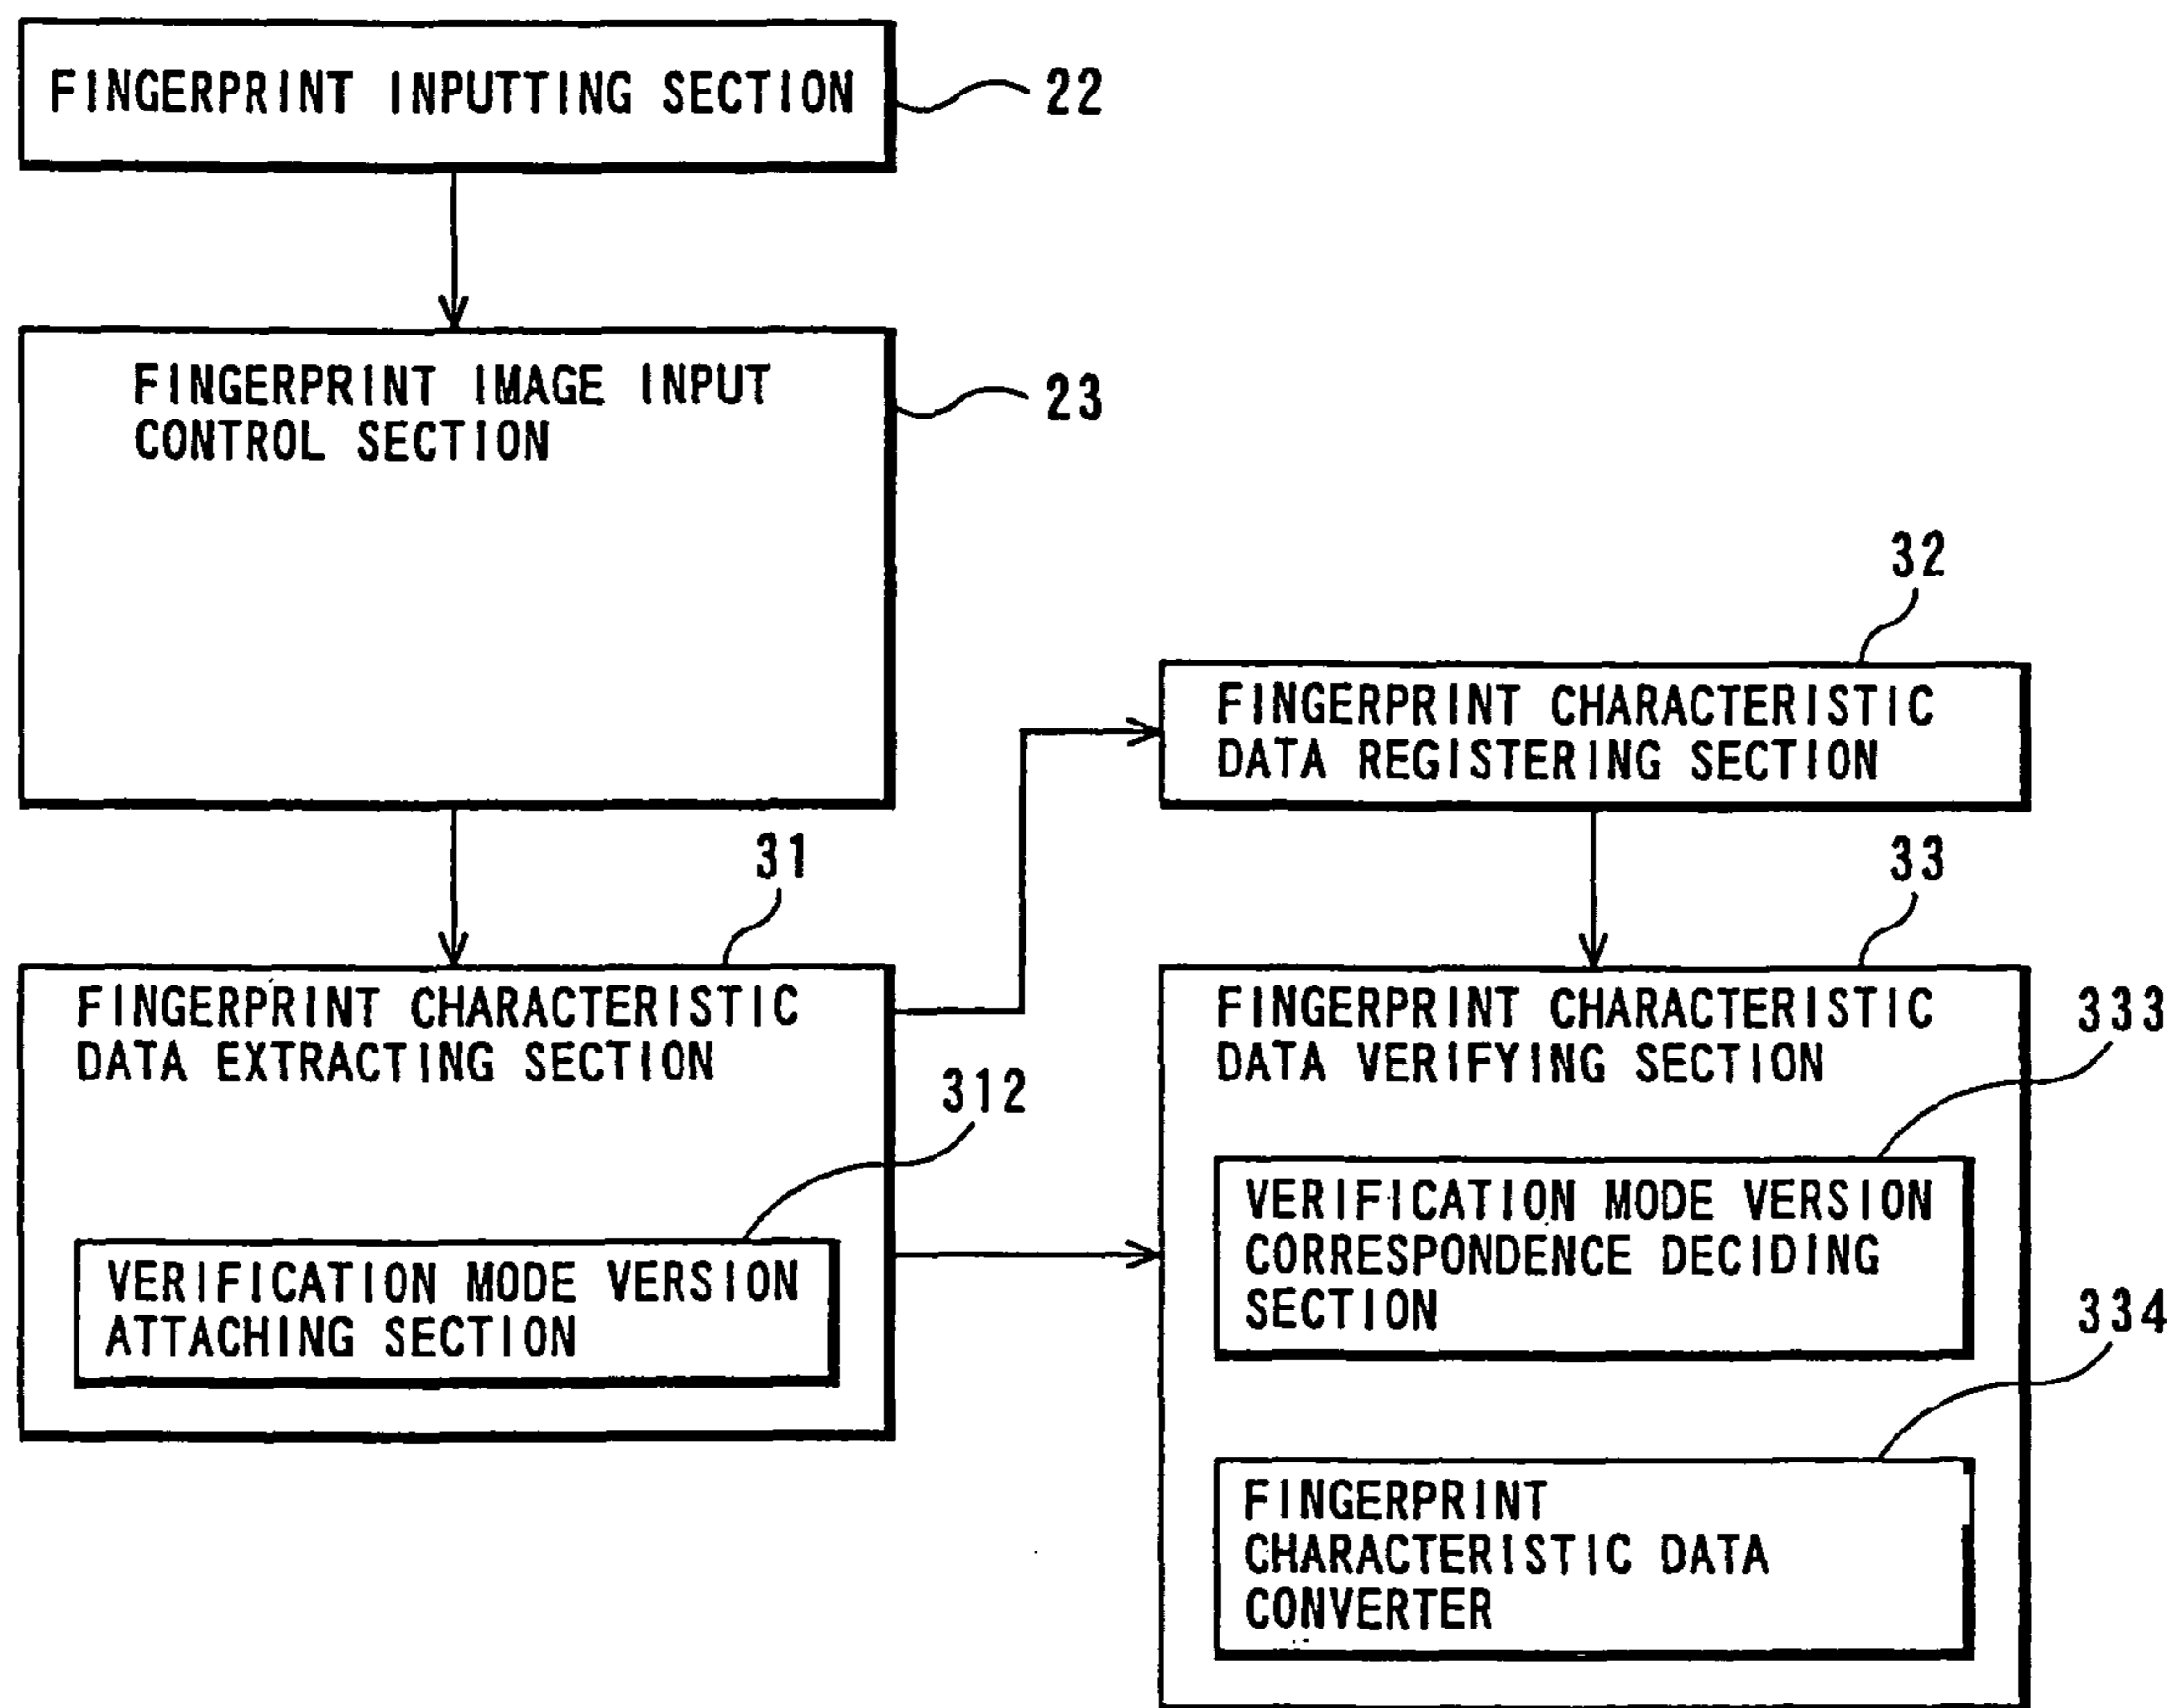 FINGERPRINT INPUTTING SECTION
22
FINGERPRINT IMAGE INPUT
CONTROL SECTION
23
32
FINGERPRINT CHARACTERISTIC
DATA REGISTERING SECTION
31
FINGERPRINT CHARACTERISTIC
DATA EXTRACTING SECTION
312
VERIFICATION MODE VERSION
ATTACHING SECTION
33
FINGERPRINT CHARACTERISTIC
DATA VERIFYING SECTION
333
VERIFICATION MODE VERSION
CORRESPONDENCE DECIDING
SECTION
334
FINGERPRINT
CHARACTERISTIC DATA
CONVERTER